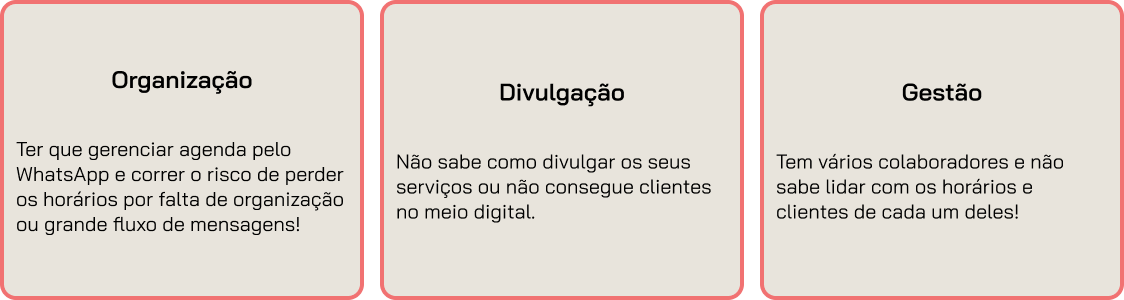 Organização
Ter que gerenciar agenda pelo
WhatsApp e correr o risco de perder
os horários por falta de organização
ou grande fluxo de mensagens!
Divulgação
Não sabe como divulgar os seus
serviços ou não consegue clientes
no meio digital.
Gestão
Tem vários colaboradores e não
sabe lidar com os horários e
clientes de cada um deles!